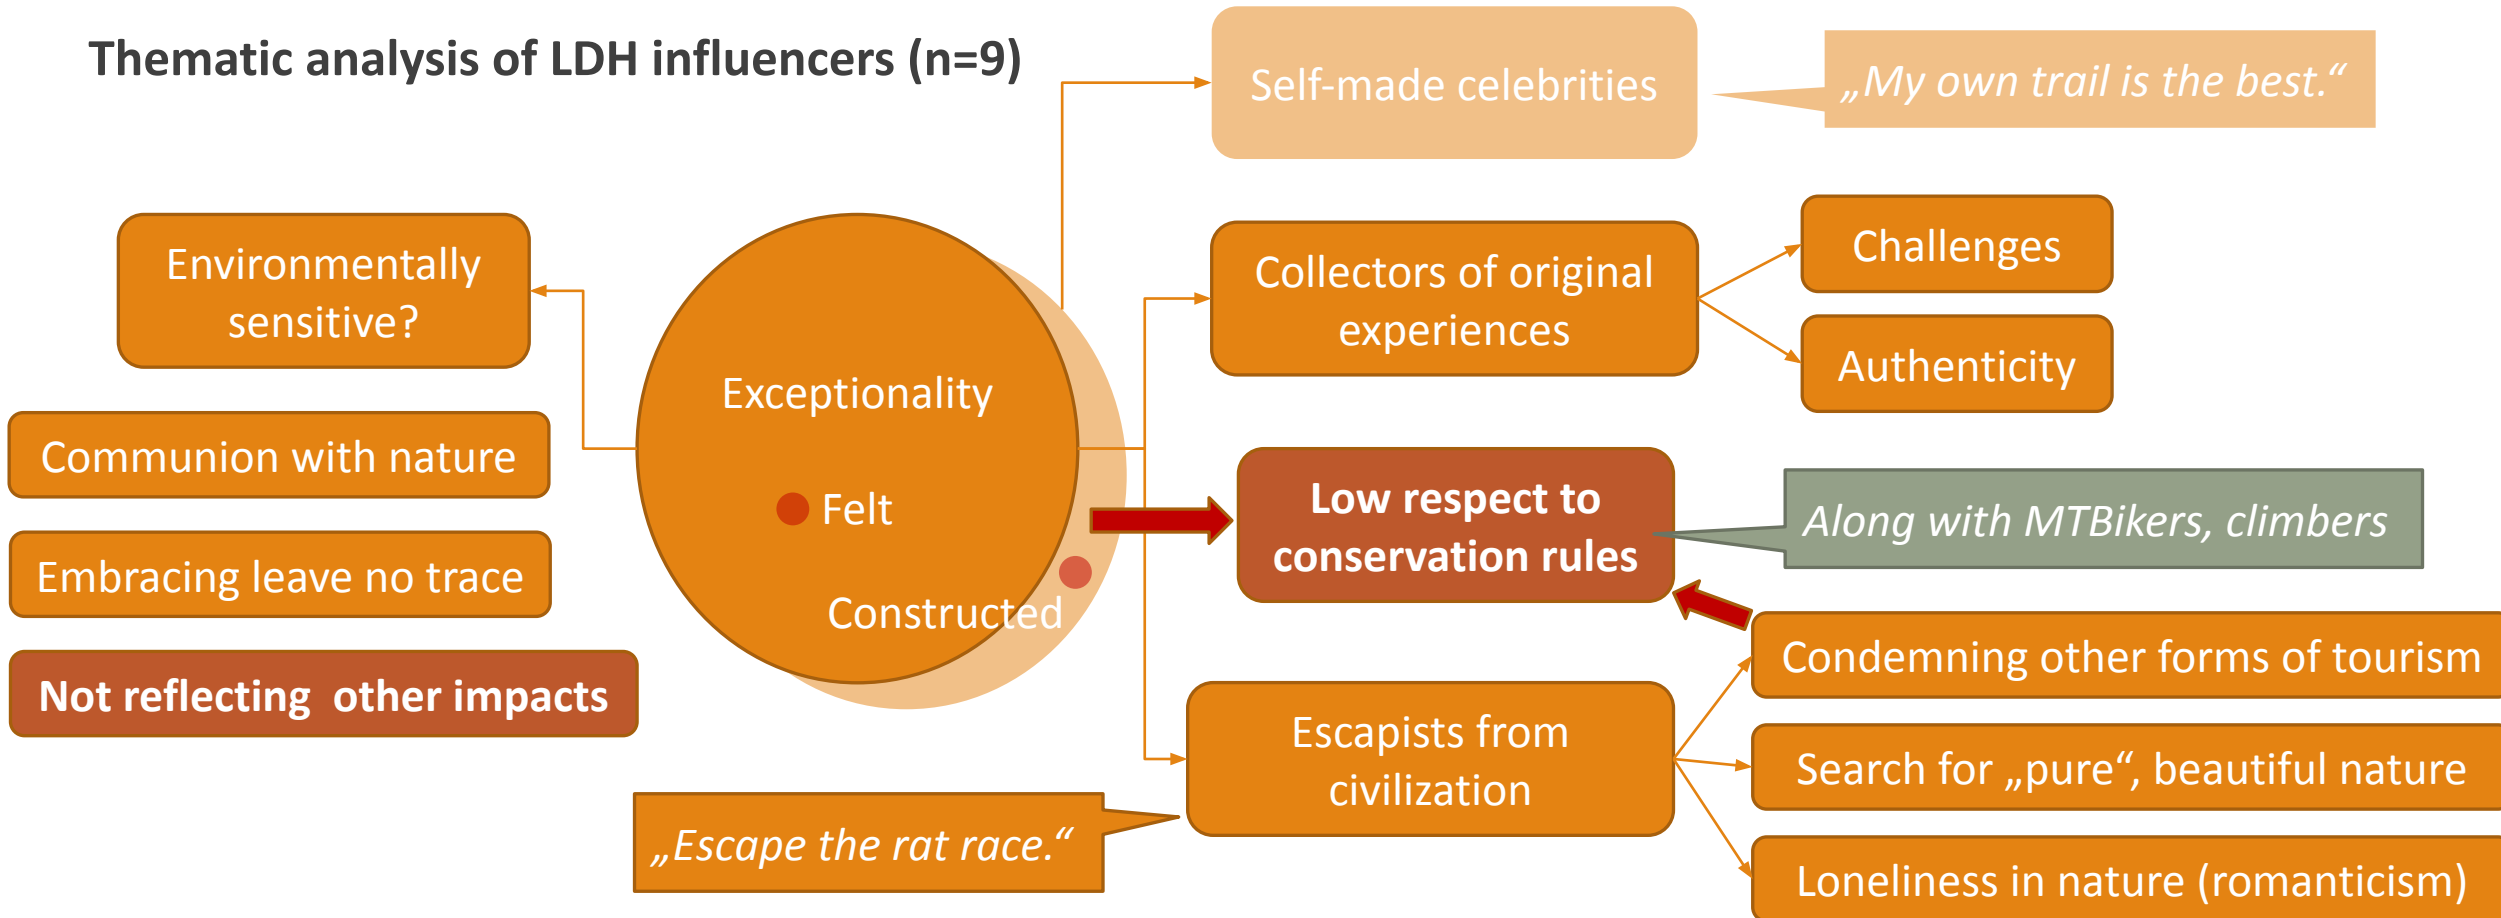 Thematic analysis of LDH influencers (n=9)
Self-made celebrities
„My own trail is the best.“
Environmentally
sensitive?
Communion with nature
Embracing leave no trace
Not reflecting  other impacts
Exceptionality
Felt
Constructed
Collectors of original
experiences
Challenges
Authenticity
Low respect to
conservation rules
Along with MTBikers, climbers
Escapists from
civilization
„Escape the rat race.“
Condemning other forms of tourism
Search for „pure“, beautiful nature
Loneliness in nature (romanticism)